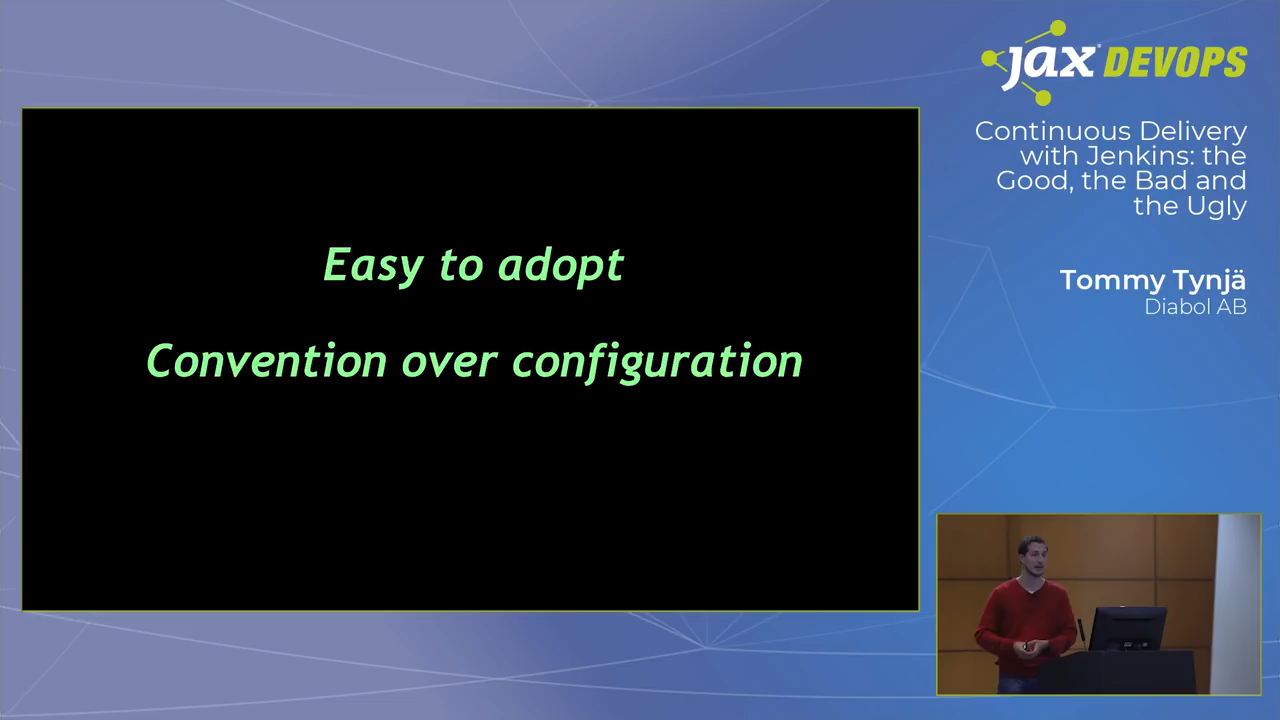 Easy to adopt
Convention over configuration
jax DEVOPS
Continuous Delivery
with Jenkins: the
Good, the Bad and
the Ugly
Tommy Tynjä
Diabol AB